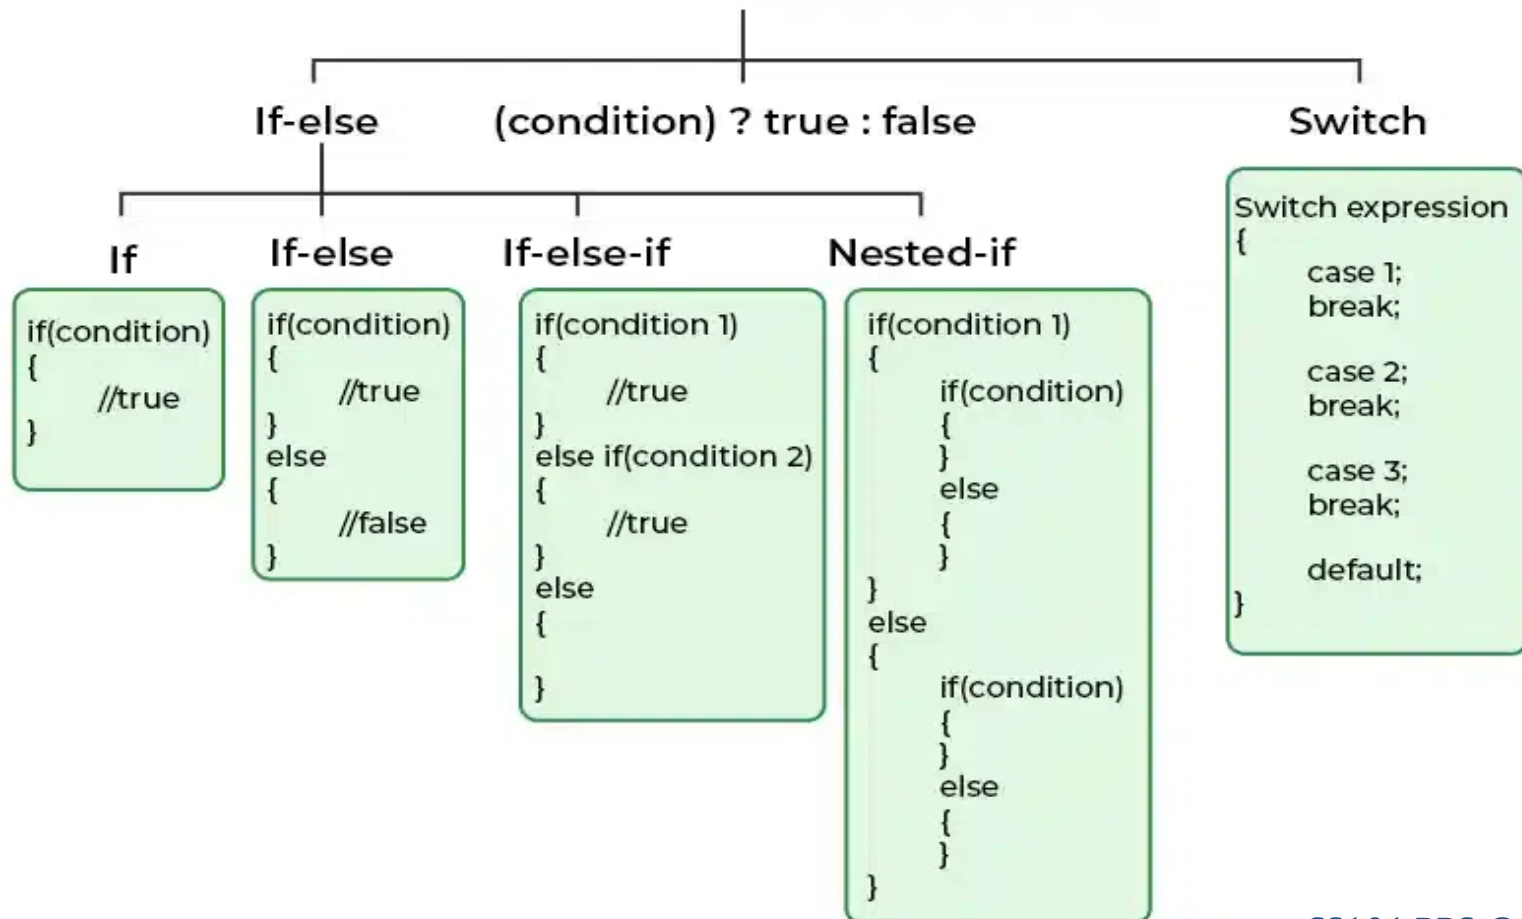 If-else
(condition) ? true : false
Switch
If
if(condition)
{
//true
}
If-else
if(condition)
{
//true
}
else
{
//false
}
If-else-if
if(condition 1)
{
//true
}
else if(condition 2)
{
//true
}
else
{
}
Nested-if
if(condition 1)
{
if(condition)
{
}
else
{
}
}
else
{
if(condition)
{
}
else
{
}
}
Switch expression
{
case 1;
break;
case 2;
break;
case 3;
break;
default;
}